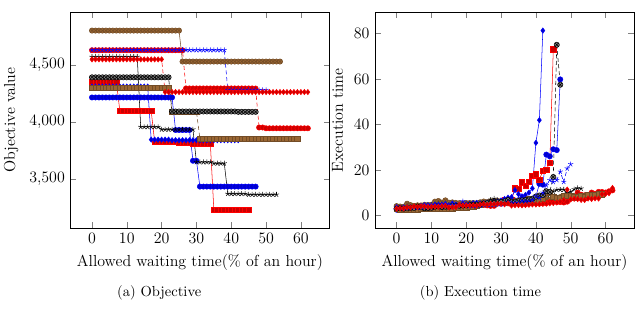 4,500
4,000
3,500
Objective value
0 10 20 30 40 50 60
Allowed waiting time(% of an hour)
(a) Objective
80
60
40
20
0
Execution time
0 10 20 30 40 50 60
Allowed waiting time(% of an hour)
(b) Execution time